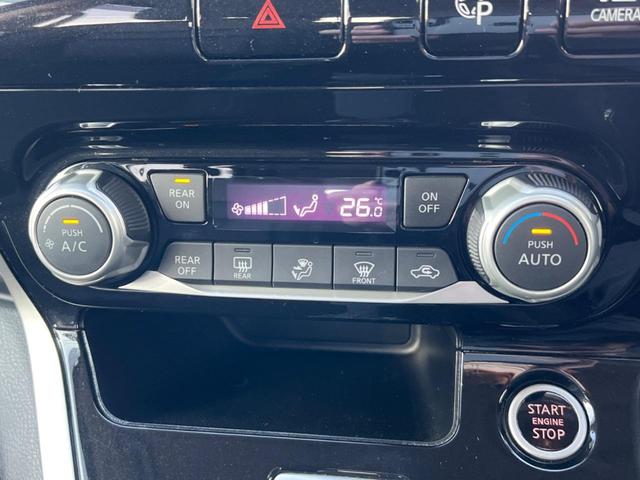 P
CAMERA
REAR
ON
26.0
°C
ON
OFF
PUSH
A/C
PUSH
AUTO
REAR
OFF
REAR
FRONT
START
ENGINE
STOP